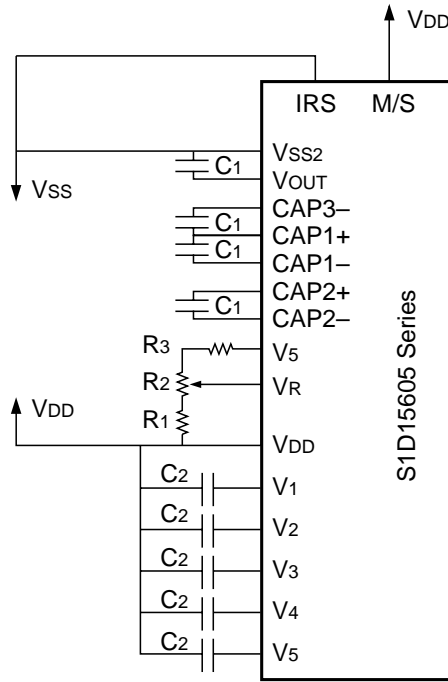 VDD
IRS M/S
VSS2
C1
VOUT
VSS
CAP3–
C1
CAP1+
C1
CAP1–
CAP2+
C1
CAP2–
R3
V5
R2
VR
VDD
R1
VDD
C2
V1
C2
V2
C2
V3
C2
V4
C2
V5
S1D15605 Series